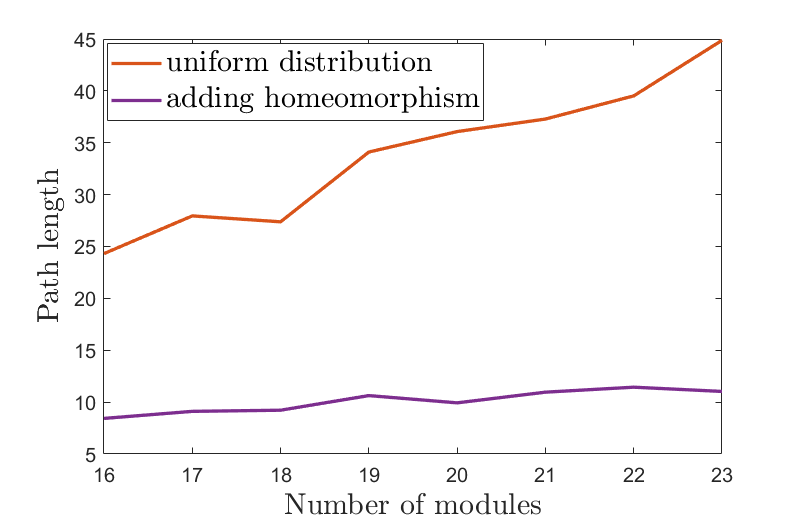 uniform distribution
adding homeomorphism
45
40
35
30
25
20
15
10
5
Path length
16 17 18 19 20 21 22 23
Number of modules